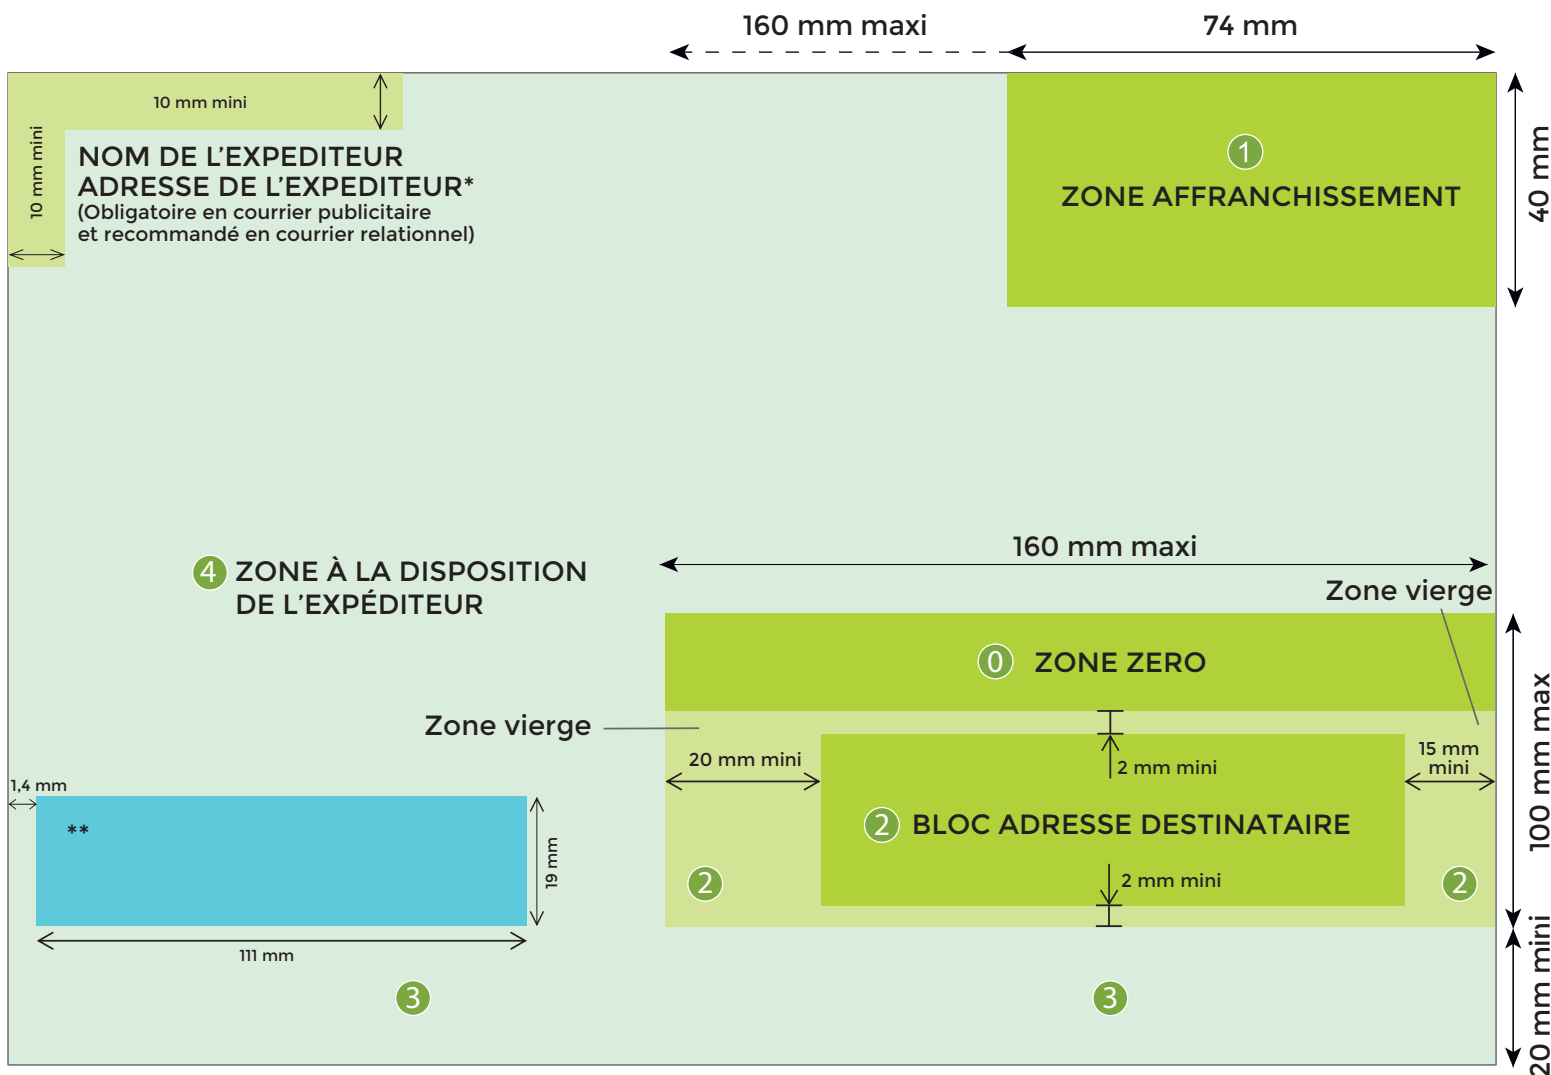 160 mm maxi
74 mm
10 mm mini
10 mm mini
NOM DE L’EXPEDITEUR
ADRESSE DE L’EXPEDITEUR*
(Obligatoire en courrier publicitaire
et recommandé en courrier relationnel)
1
ZONE AFFRANCHISSEMENT
40 mm
160 mm maxi
4 ZONE À LA DISPOSITION
DE L’EXPÉDITEUR
Zone vierge
0 ZONE ZERO
Zone vierge
20 mm mini
2 mm mini
15 mm
mini
100 mm max
1,4 mm
**
19 mm
2 BLOC ADRESSE DESTINATAIRE
2
2 mm mini
2
111 mm
3
3
20 mm mini